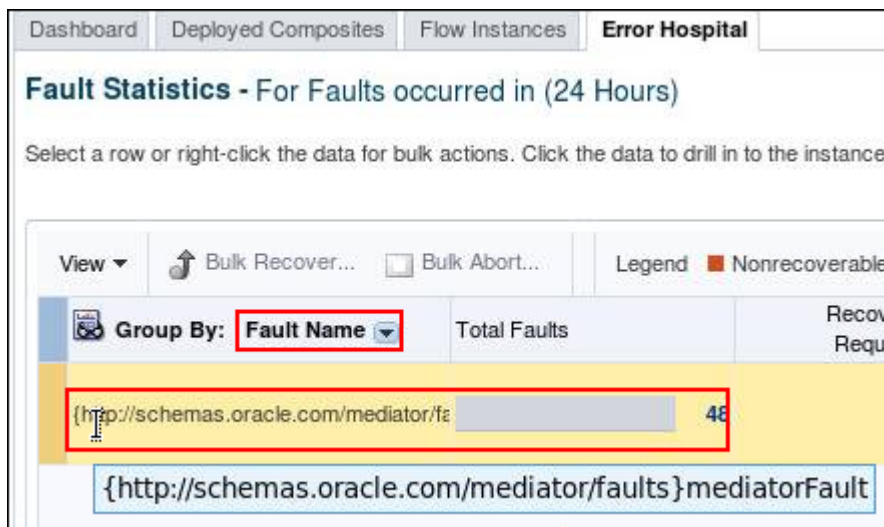 Dashboard Deployed Composites Flow Instances Error Hospital
Fault Statistics - For Faults occurred in (24 Hours)
Select a row or right-click the data for bulk actions. Click the data to drill in to the instance
View Bulk Recover... Bulk Abort... Legend Nonrecoverable
Group By: Fault Name Total Faults Recov
Requ
{http://schemas.oracle.com/mediator/fa 48
{http://schemas.oracle.com/mediator/faults}mediatorFault